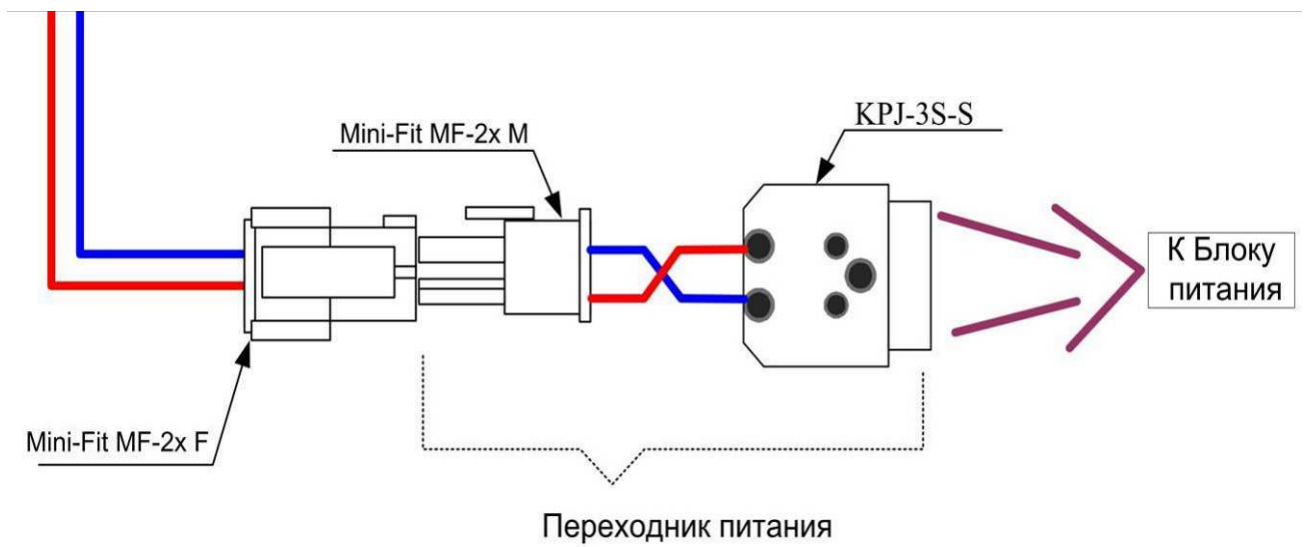 KPJ-3S-S
Mini-Fit MF-2x M
К Блоку
питания
Mini-Fit MF-2x F
Переходник питания